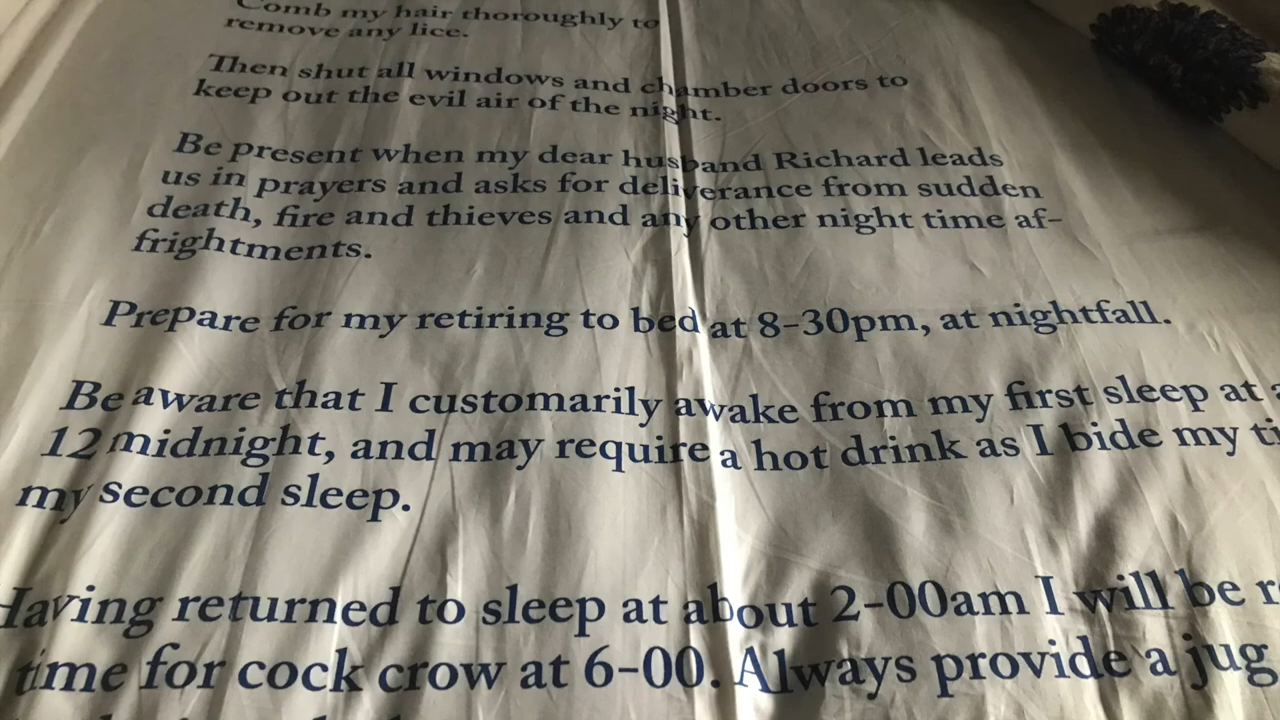 Comb my hair thoroughly to
remove any lice.
Then shut all windows and chamber doors to
keep out the evil air of the night.
Be present when my dear husband Richard leads
us in prayers and asks for deliverance from sudden
death, fire and thieves and any other night time af-
frightments.
Prepare for my retiring to bed at 8-30pm, at nightfall.
Be aware that I customarily awake from my first sleep at
12 midnight, and may require a hot drink as I bide my
my second sleep.
Having returned to sleep at about 2-00am I will be
time for cock crow at 6-00. Always provide a jug